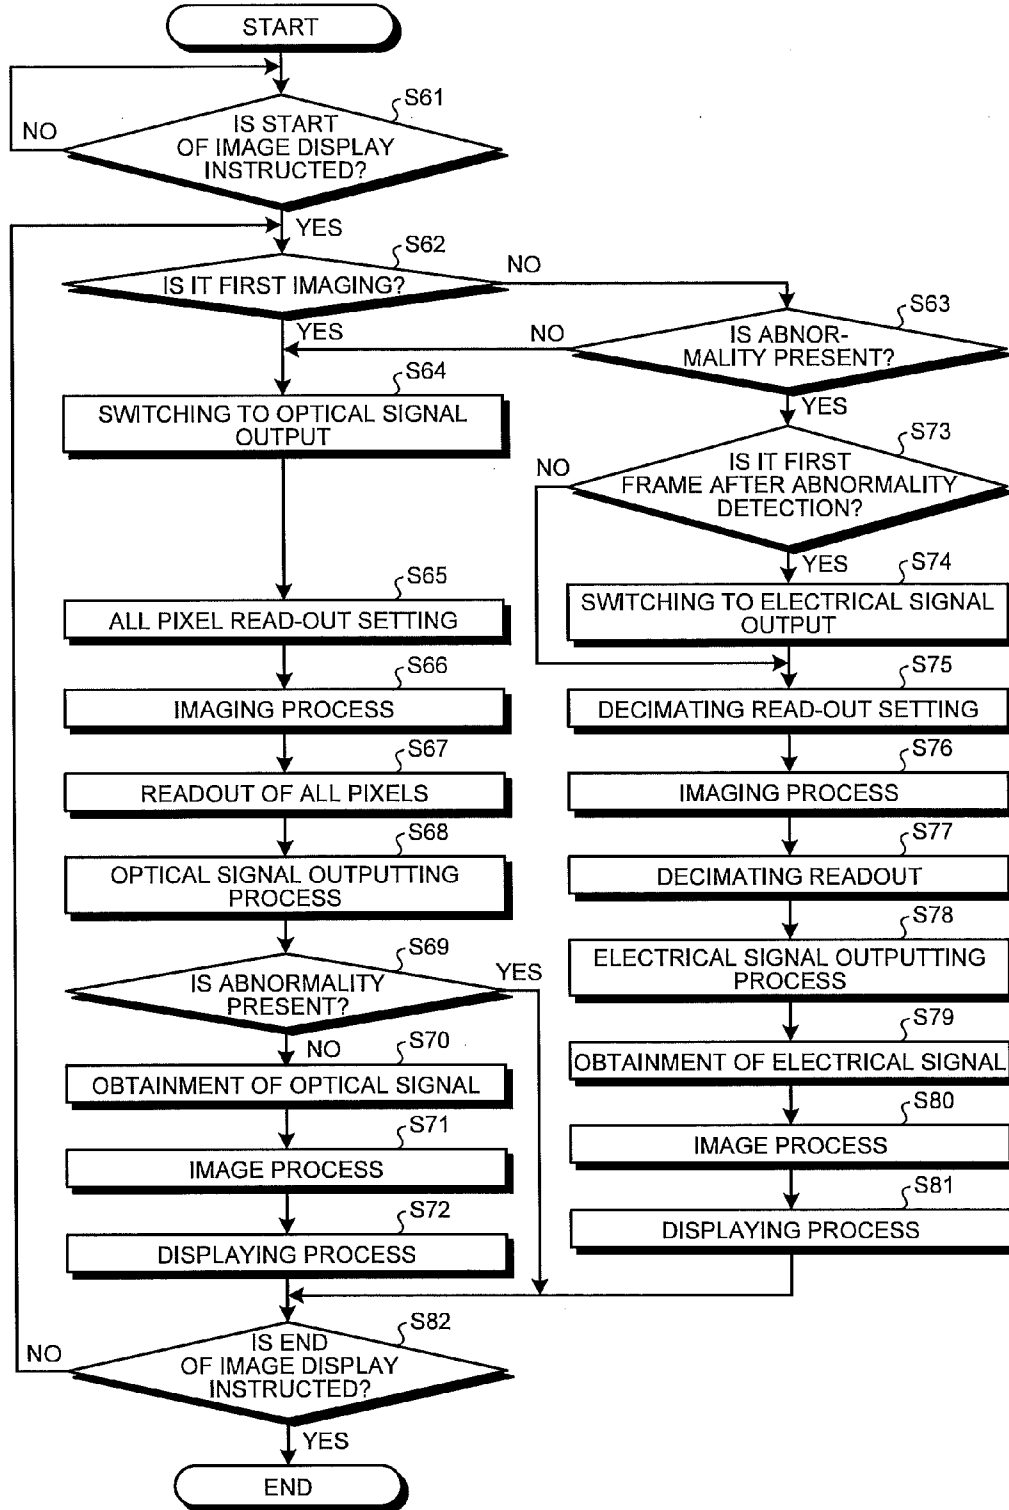 START
S61
IS START
OF IMAGE DISPLAY
INSTRUCTED?
NO
YES
S62
IS IT FIRST IMAGING?
NO
YES
S63
IS ABNOR-
MALITY PRESENT?
NO
YES
S64
SWITCHING TO OPTICAL SIGNAL
OUTPUT
S73
IS IT FIRST
FRAME AFTER ABNORMALITY
DETECTION?
NO
YES
S74
SWITCHING TO ELECTRICAL SIGNAL
OUTPUT
S65
ALL PIXEL READ-OUT SETTING
S75
DECIMATING READ-OUT SETTING
S66
IMAGING PROCESS
S76
IMAGING PROCESS
S67
READOUT OF ALL PIXELS
S77
DECIMATING READOUT
S68
OPTICAL SIGNAL OUTPUTTING
PROCESS
S78
ELECTRICAL SIGNAL OUTPUTTING
PROCESS
S69
IS ABNORMALITY
PRESENT?
YES
NO
S79
OBTAINMENT OF ELECTRICAL SIGNAL
S70
OBTAINMENT OF OPTICAL SIGNAL
S80
IMAGE PROCESS
S71
IMAGE PROCESS
S81
DISPLAYING PROCESS
S72
DISPLAYING PROCESS
S82
IS END
OF IMAGE DISPLAY
INSTRUCTED?
NO
YES
END